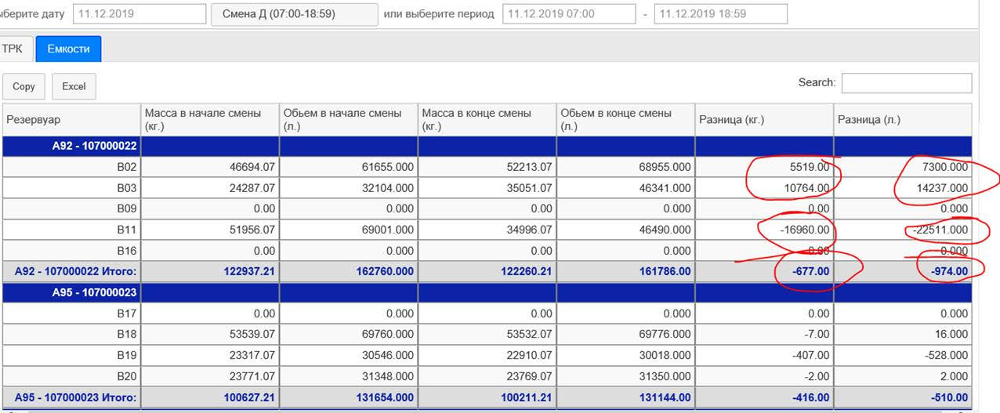 ыберите дату 11.12.2019 Смена Д (07:00-18:59) или выберите период 11.12.2019 07:00 - 11.12.2019 18:59
ТРК Емкости
Copy Excel Search:
Резервуар Масса в начале смены (кг.) Обьем в начале смены (л.) Масса в конце смены (кг.) Обьем в конце смены (л.) Разница (кг.) Разница (л.)
А92 - 107000022
B02 46694.07 61655.000 52213.07 68955.000 5519.00 7300.000
B03 24287.07 32104.000 35051.07 46341.000 10764.00 14237.000
B09 0.00 0.000 0.00 0.000 0.00 0.000
B11 51956.07 69001.000 34996.07 46490.000 -16960.00 -22511.000
B16 0.00 0.000 0.00 0.000 0.00 0.000
А92 - 107000022 Итого: 122937.21 162760.000 122260.21 161786.00 -677.00 -974.00
А95 - 107000023
B17 0.00 0.000 0.00 0.000 0.00 0.000
B18 53539.07 69760.000 53532.07 69776.000 -7.00 16.000
B19 23317.07 30546.000 22910.07 30018.000 -407.00 -528.000
B20 23771.07 31348.000 23769.07 31350.000 -2.00 2.000
А95 - 107000023 Итого: 100627.21 131654.000 100211.21 131144.00 -416.00 -510.00